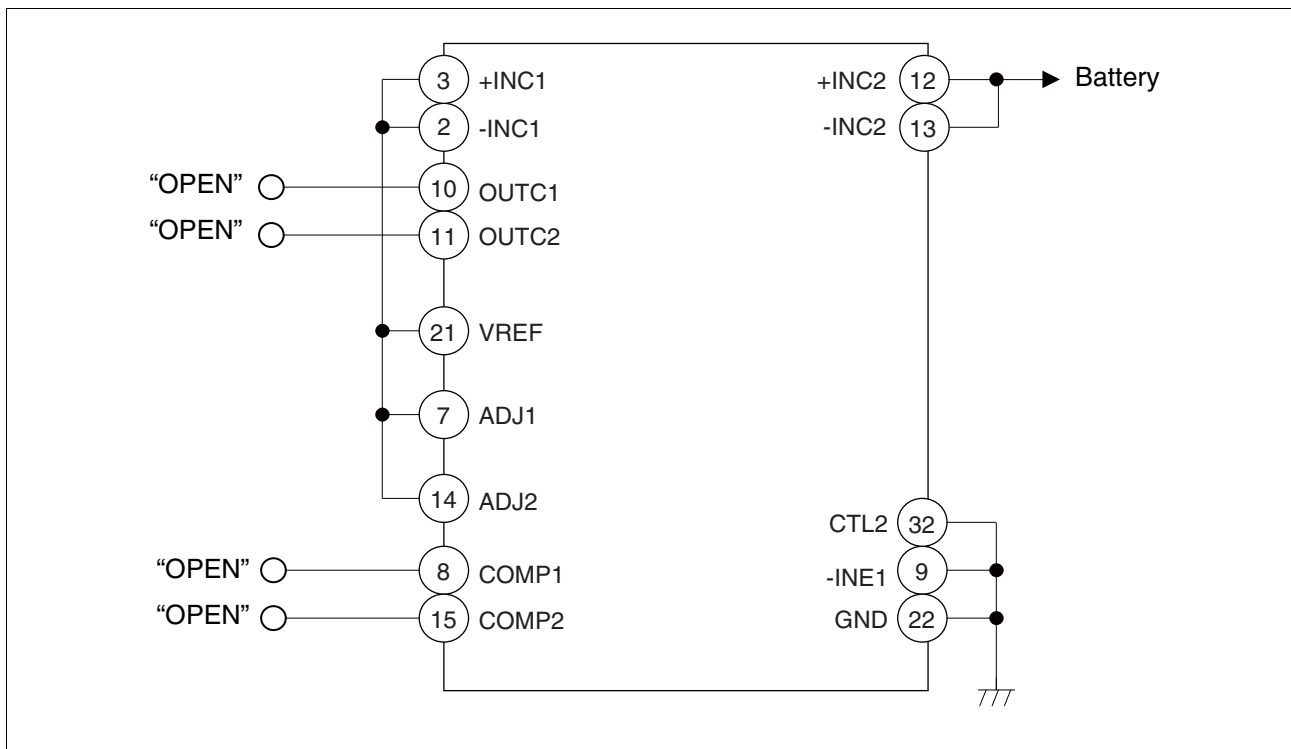 3 +INC1
2 -INC1
“OPEN” 10 OUTC1
“OPEN” 11 OUTC2
21 VREF
7 ADJ1
14 ADJ2
“OPEN” 8 COMP1
“OPEN” 15 COMP2
+INC2 12 Battery
-INC2 13
CTL2 32
-INE1 9
GND 22